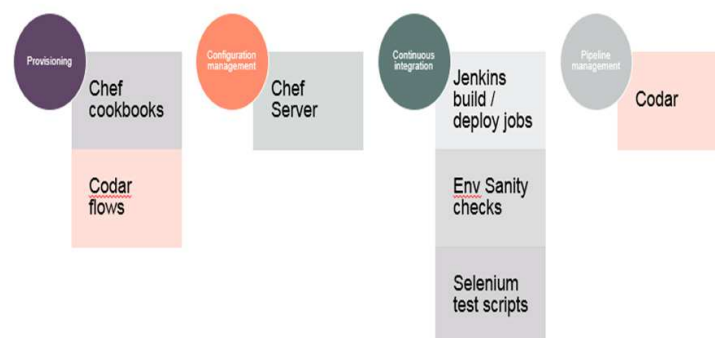 Provisioning
Chef
cookbooks
Codar
flows
Configuration
management
Chef
Server
Continuous
integration
Jenkins
build /
deploy jobs
Env Sanity
checks
Selenium
test scripts
Pipeline
management
Codar